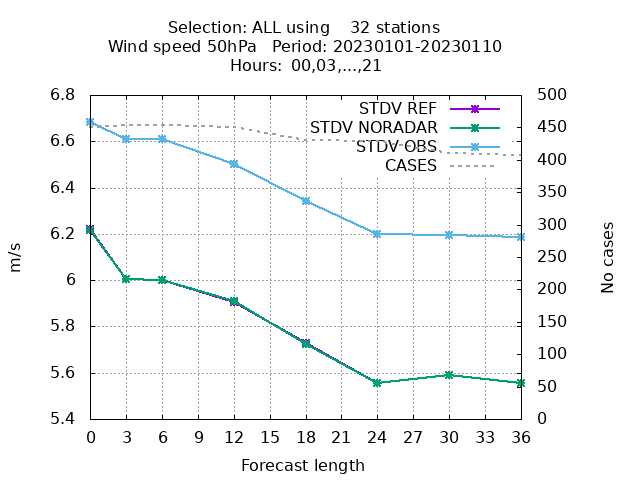 Selection: ALL using    32 stations
Wind speed 50hPa   Period: 20230101-20230110
Hours: 00,03,...,21
6.8
6.6
6.4
6.2
6
5.8
5.6
5.4
m/s
STDV REF
STDV NORADAR
STDV OBS
CASES
500
450
400
350
300
250
200
150
100
50
0
No cases
0 3 6 9 12 15 18 21 24 27 30 33 36
Forecast length